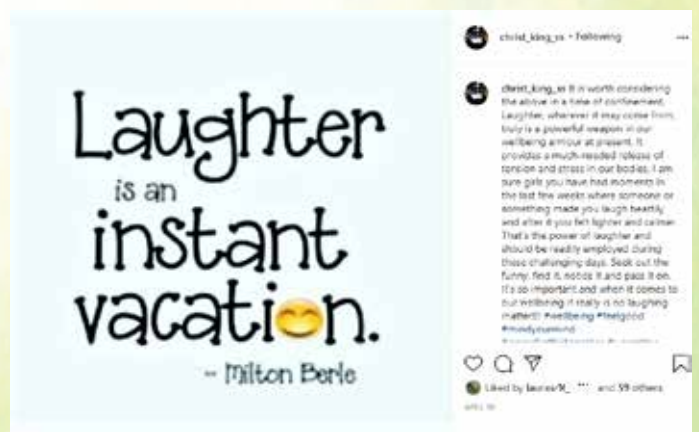 Laughter
is an
instant
vacation.
-- Milton Berle
christ_king_ss • Following
christ_king_ss It is worth considering
the above in a time of confinement.
Laughter, wherever it may come from,
truly is a powerful weapon in our
wellbeing armour at present. It
provides a much-needed release of
tension and stress in our bodies. I am
sure girls you have had moments in
the last few weeks where someone or
something made you laugh heartily
and after it you felt lighter and calmer.
That's the power of laughter and
should be readily employed during
these challenging days. Seek out the
funny, find it, notice it and pass it on.
It's so important and when it comes to
our wellbeing it really is no laughing
matter!! #wellbeing #feelgood
#mindyourmind
Liked by and 59 others